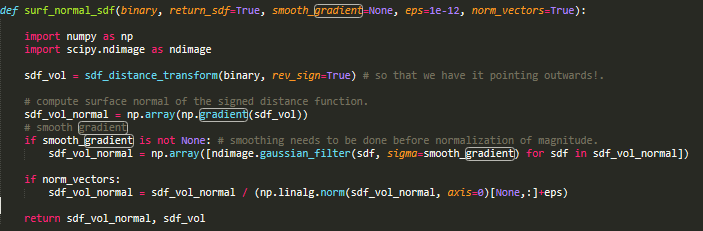 def surf_normal_sdf(binary, return_sdf=True, smooth_gradient=None, eps=1e-12, norm_vectors=True):
import numpy as np
import scipy.ndimage as ndimage
sdf_vol = sdf_distance_transform(binary, rev_sign=True) # so that we have it pointing outwards!.
# compute surface normal of the signed distance function.
sdf_vol_normal = np.array(np.gradient(sdf_vol))
# smooth gradient
if smooth_gradient is not None: # smoothing needs to be done before normalization of magnitude.
sdf_vol_normal = np.array([ndimage.gaussian_filter(sdf, sigma=smooth_gradient) for sdf in sdf_vol_normal])
if norm_vectors:
sdf_vol_normal = sdf_vol_normal / (np.linalg.norm(sdf_vol_normal, axis=0)[None,:]+eps)
return sdf_vol_normal, sdf_vol